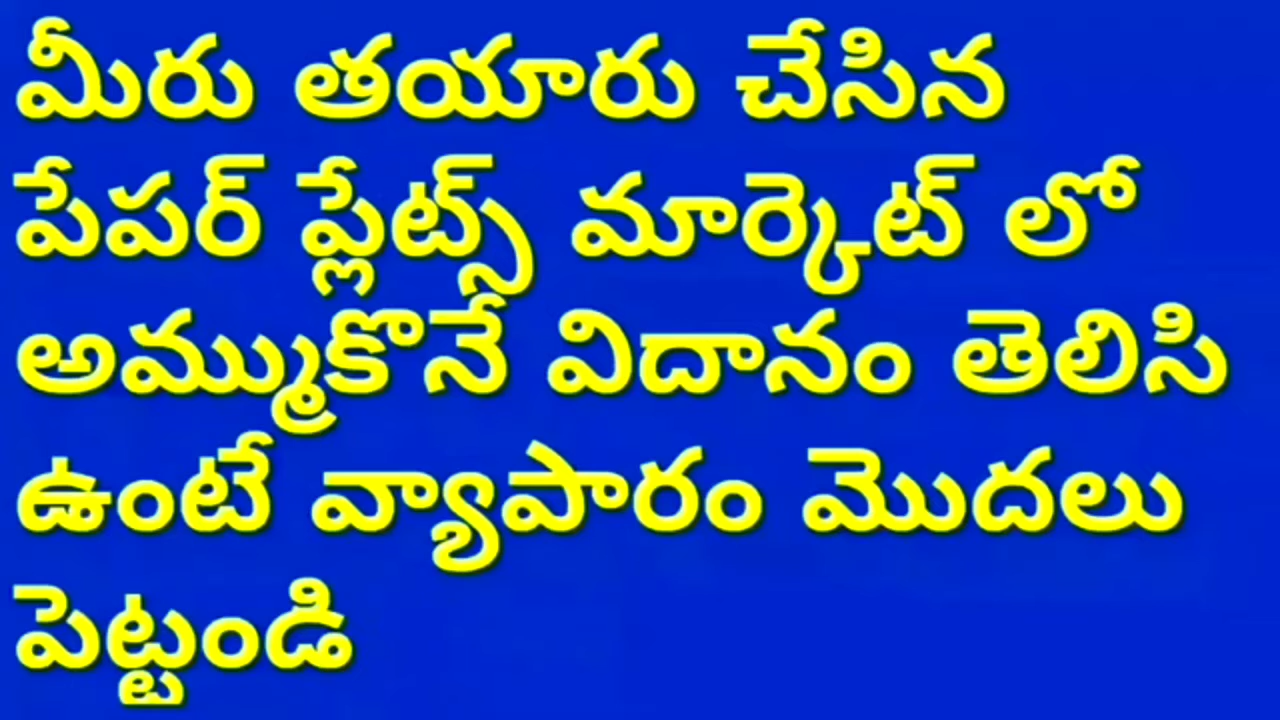 మీరు తయారు చేసిన
పేపర్ ప్లేట్స్ మార్కెట్ లో
అమ్ముకొనే విదానం తెలిసి
ఉంటే వ్యాపారం మొదలు
పెట్టండి